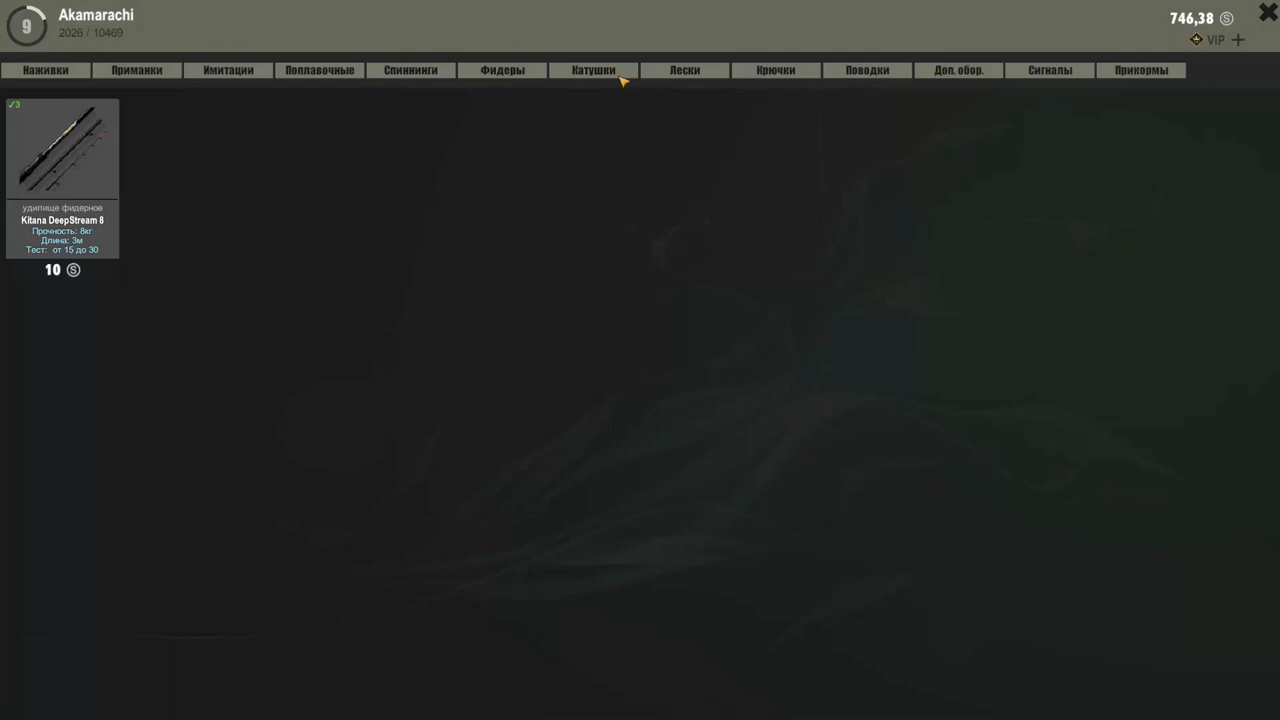 9
Akamarachi
2026 / 10469
746,38 S
VIP +
Наживки Приманки Имитации Поплавочные Спиннинги Фидеры Катушки Лески Крючки Поводки Доп. обор. Сигналы Прикормы
✓3
удилище фидерное
Kitana DeepStream 8
Прочность: 8кг
Длина: 3м
Тест: от 15 до 30
10 S